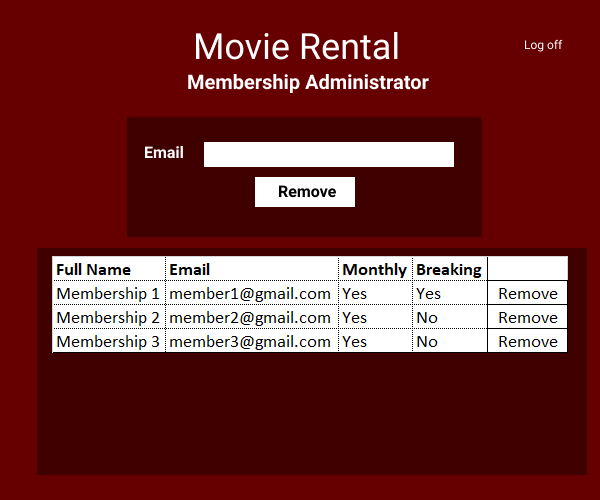 Movie Rental
Log off
Membership Administrator
Email
Remove
Full Name Email Monthly Breaking
Membership 1 member1@gmail.com Yes Yes Remove
Membership 2 member2@gmail.com Yes No Remove
Membership 3 member3@gmail.com Yes No Remove